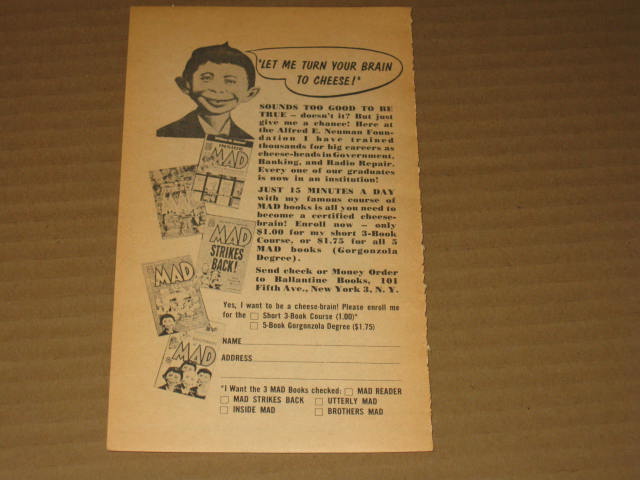 "LET ME TURN YOUR BRAIN
TO CHEESE!"
SOUNDS TOO GOOD TO BE
TRUE — doesn't it? But just
give me a chance! Here at
the Alfred E. Neuman Foun-
dation I have trained
thousands for big careers as
cheese-heads in Government,
Banking, and Radio Repair.
Every one of our graduates
is now in an institution!
JUST 15 MINUTES A DAY
with my famous course of
MAD books is all you need to
become a certified cheese-
brain! Enroll now — only
$1.00 for my short 3-Book
Course, or $1.75 for all 5
MAD books (Gorgonzola
Degree).
Send check or Money Order
to Ballantine Books, 101
Fifth Ave., New York 3, N. Y.
INSIDE
MAD
MAD
STRIKES
BACK!
MAD
MAD
Yes, I want to be a cheese-brain! Please enroll me
for the □ Short 3-Book Course (1.00)*
□ 5-Book Gorgonzola Degree ($1.75)
NAME
ADDRESS
*I Want the 3 MAD Books checked: □ MAD READER
□ MAD STRIKES BACK □ UTTERLY MAD
□ INSIDE MAD □ BROTHERS MAD